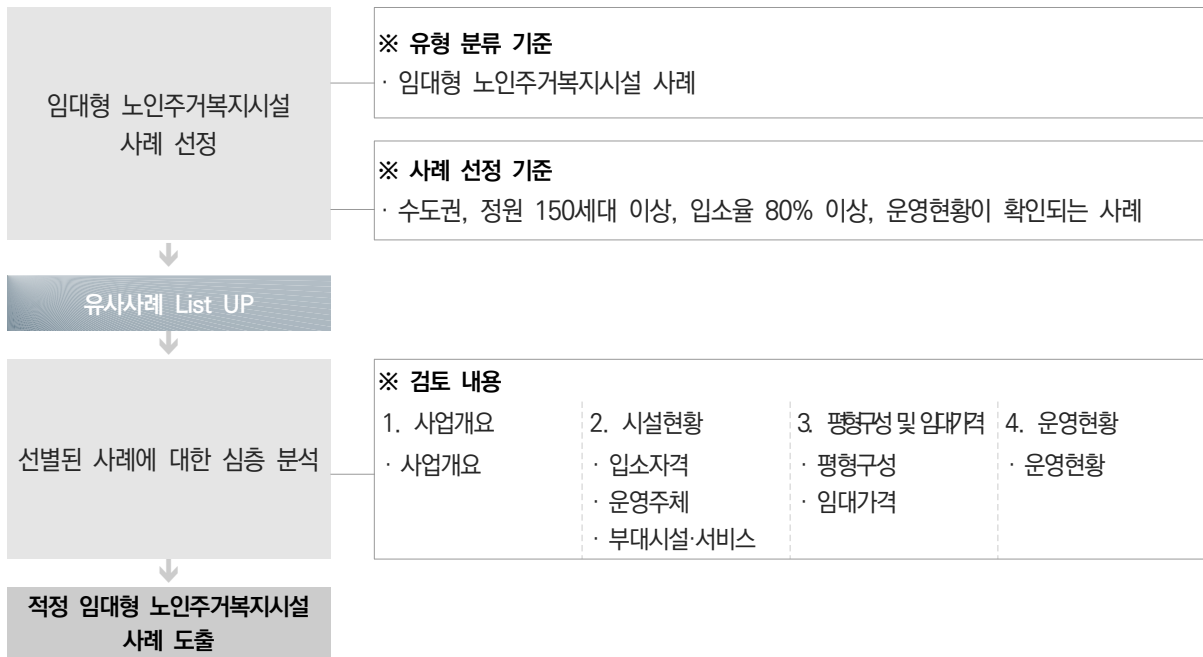 임대형 노인주거복지시설
사례 선정
※ 유형 분류 기준
· 임대형 노인주거복지시설 사례
※ 사례 선정 기준
· 수도권, 정원 150세대 이상, 입소율 80% 이상, 운영현황이 확인되는 사례
유사사례 List UP
선별된 사례에 대한 심층 분석
※ 검토 내용
1. 사업개요
· 사업개요
2. 시설현황
· 입소자격
· 운영주체
· 부대시설·서비스
3. 평형구성 및 임대가격
· 평형구성
· 임대가격
4. 운영현황
· 운영현황
적정 임대형 노인주거복지시설
사례 도출